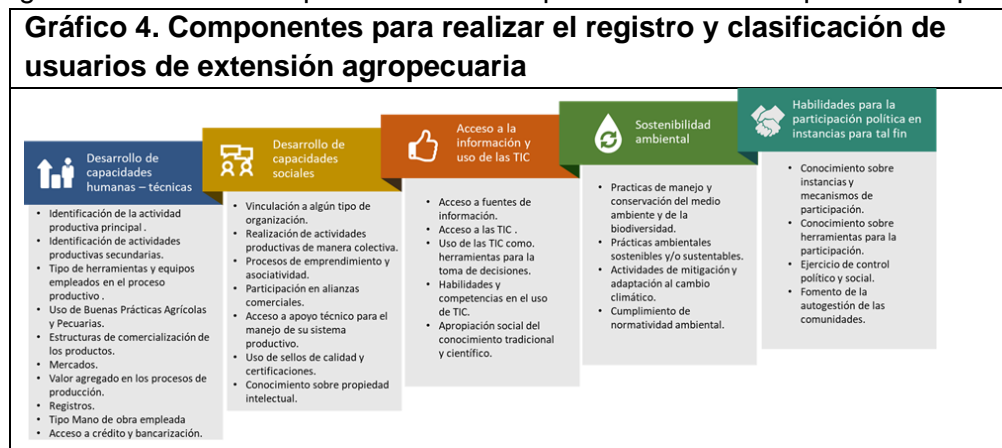 Gráfico 4. Componentes para realizar el registro y clasificación de
usuarios de extensión agropecuaria
Desarrollo de
capacidades
humanas – técnicas
• Identificación de la actividad
productiva principal .
• Identificación de actividades
productivas secundarias.
• Tipo de herramientas y equipos
empleados en el proceso
productivo .
• Uso de Buenas Prácticas Agrícolas
y Pecuarias.
• Estructuras de comercialización de
los productos.
• Mercados.
• Valor agregado en los procesos de
producción.
• Registros.
• Tipo Mano de obra empleada
• Acceso a crédito y bancarización.
Desarrollo de
capacidades
sociales
• Vinculación a algún tipo de
organización.
• Realización de actividades
productivas de manera colectiva.
• Procesos de emprendimiento y
asociatividad.
• Participación en alianzas
comerciales.
• Acceso a apoyo técnico para el
manejo de su sistema
productivo.
• Uso de sellos de calidad y
certificaciones.
• Conocimiento sobre propiedad
intelectual.
Acceso a la
información y
uso de las TIC
• Acceso a fuentes de
información.
• Acceso a las TIC .
• Uso de las TIC como.
herramientas para la
toma de decisiones.
• Habilidades y
competencias en el uso
de TIC.
• Apropiación social del
conocimiento tradicional
y científico.
Sostenibilidad
ambiental
• Practicas de manejo y
conservación del medio
ambiente y de la
biodiversidad.
• Prácticas ambientales
sostenibles y/o sustentables.
• Actividades de mitigación y
adaptación al cambio
climático.
• Cumplimiento de
normatividad ambiental.
Habilidades para la
participación política en
instancias para tal fin
• Conocimiento sobre
instancias y
mecanismos de
participación.
• Conocimiento sobre
herramientas para la
participación.
• Ejercicio de control
político y social.
• Fomento de la
autogestión de las
comunidades.